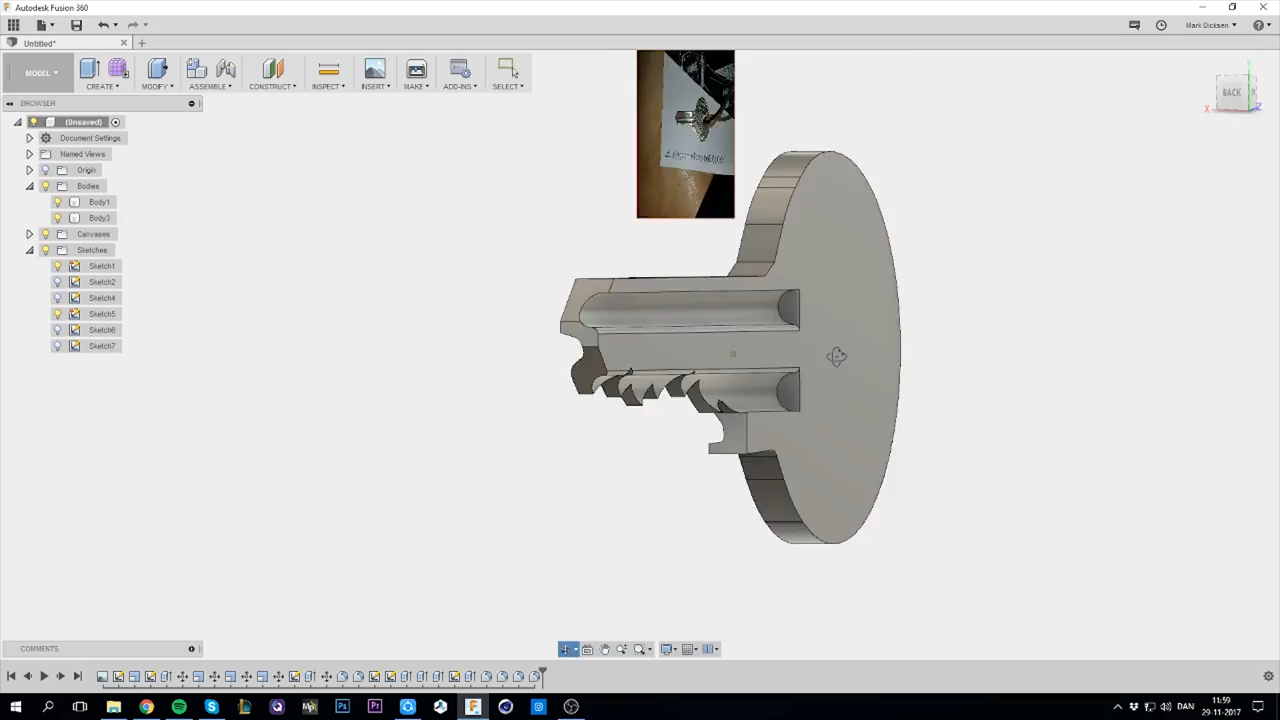 Autodesk Fusion 360
Mark Dicksen
Untitled*
MODEL
CREATE
MODIFY
ASSEMBLE
CONSTRUCT
INSPECT
INSERT
MAKE
ADD-INS
SELECT
BROWSER
BACK
(Unsaved)
Document Settings
Named Views
Origin
Bodies
Body1
Body3
Canvases
Sketches
Sketch1
Sketch2
Sketch4
Sketch5
Sketch6
Sketch7
X
Z
COMMENTS
DAN
11:59
29-11-2017